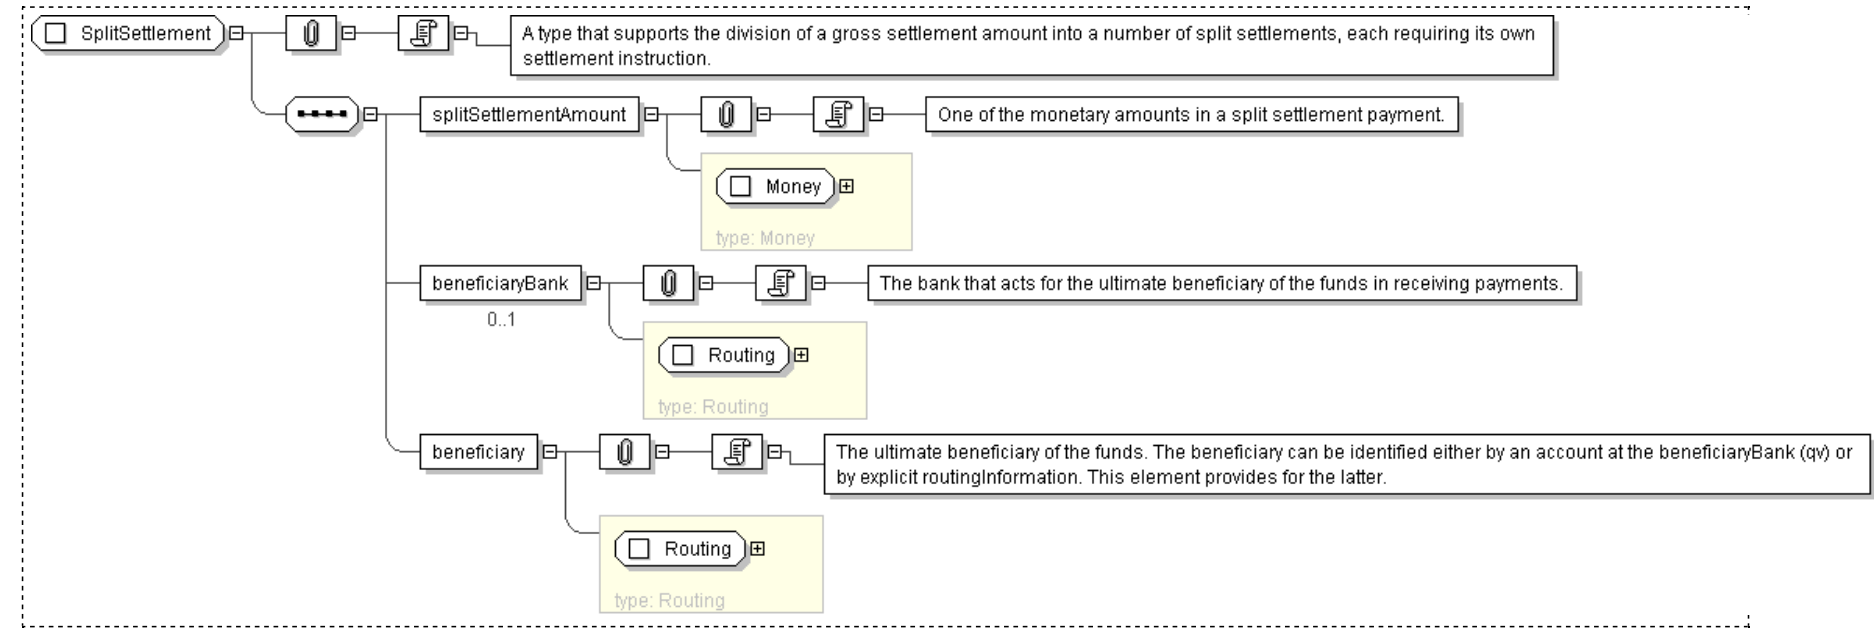 SplitSettlement
A type that supports the division of a gross settlement amount into a number of split settlements, each requiring its own
settlement instruction.
splitSettlementAmount
One of the monetary amounts in a split settlement payment.
Money
type: Money
beneficiaryBank
The bank that acts for the ultimate beneficiary of the funds in receiving payments.
0..1
Routing
type: Routing
beneficiary
The ultimate beneficiary of the funds. The beneficiary can be identified either by an account at the beneficiaryBank (qv) or
by explicit routingInformation. This element provides for the latter.
Routing
type: Routing